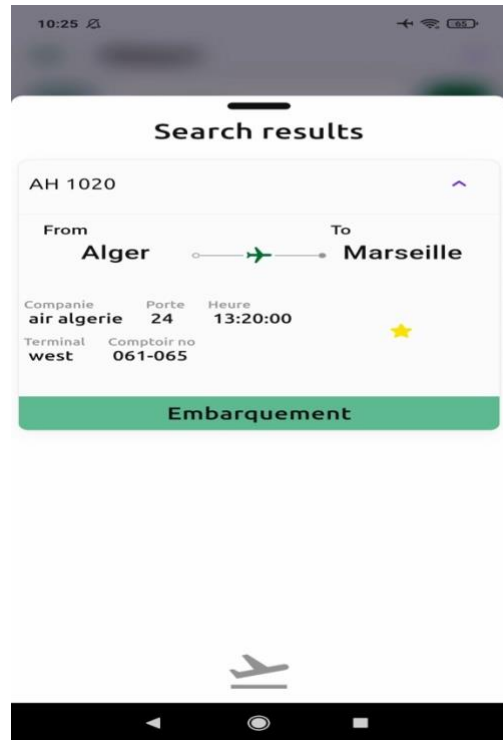 10:25
65
Search results
AH 1020
From To
Alger Marseille
Companie Porte Heure
air algerie 24 13:20:00
Terminal Comptoir no
west 061-065
Embarquement